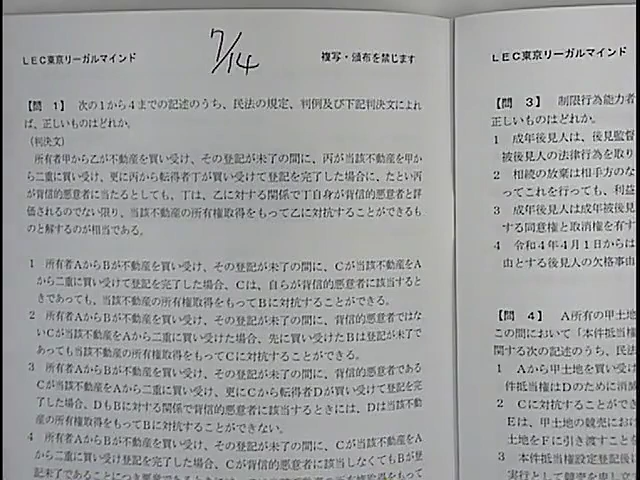 LEC東京リーガルマインド
7/14
複写・頒布を禁じます
【問 1】 次の1から4までの記述のうち、民法の規定、判例及び下記判決文によれ
ば、正しいものはどれか。
(判決文)
所有者甲から乙が不動産を買い受け、その登記が未了の間に、丙が当該不動産を甲か
ら二重に買い受け、更に丙から転得者丁が買い受けて登記を完了した場合に、たとい丙
が背信的悪意者に当たるとしても、丁は、乙に対する関係で丁自身が背信的悪意者と評
価されるのでない限り、当該不動産の所有権取得をもって乙に対抗することができるも
のと解するのが相当である。
1 所有者AからBが不動産を買い受け、その登記が未了の間に、Cが当該不動産をA
から二重に買い受けて登記を完了した場合、Cは、自らが背信的悪意者に該当すると
きであっても、当該不動産の所有権取得をもってBに対抗することができる。
2 所有者AからBが不動産を買い受け、その登記が未了の間に、背信的悪意者ではな
いCが当該不動産をAから二重に買い受けた場合、先に買い受けたBは登記が未了で
あっても当該不動産の所有権取得をもってCに対抗することができる。
3 所有者AからBが不動産を買い受け、その登記が未了の間に、背信的悪意者である
Cが当該不動産をAから二重に買い受け、更にCから転得者Dが買い受けて登記を完
了した場合、DもBに対する関係で背信的悪意者に該当するときには、Dは当該不動
産の所有権取得をもってBに対抗することができない。
4 所有者AからBが不動産を買い受け、その登記が未了の間に、Cが当該不動産をA
から二重に買い受け登記を完了した場合、Cが背信的悪意者に該当しなくてもBが登
記未了であることにつき悪意であるときには、
LEC東京リーガルマインド
【問 3】 制限行為能力者
1 成年後見人は、後見監督
被後見人の法律行為を取り
2 相続の放棄は相手方のな
ってこれを行っても、利益
3 成年後見人は成年被後見
する同意権と取消権を有す
4 令和4年4月1日からは
由とする後見人の欠格事由
【問 4】 A所有の甲土地
この間において「本件抵当
関する次の記述のうち、民法
1 Aから甲土地を買い受け
件抵当権はDのために消滅
2 Cに対抗することができ
Eは、甲土地の競売におけ
土地をFに引き渡すことを
3 本件抵当権設定登記後に
実行として競売を申し立て